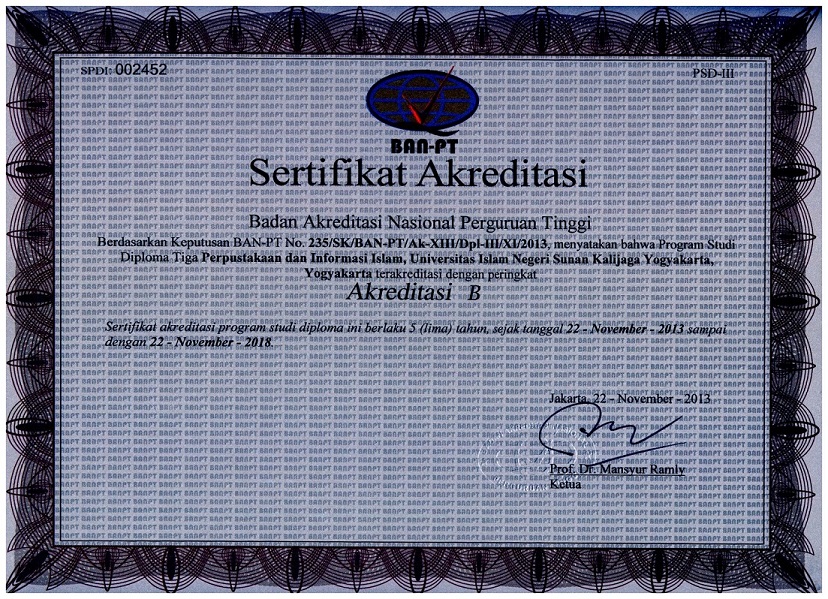 SPDI: 002452
PSD-III
BAN-PT
Sertifikat Akreditasi
Badan Akreditasi Nasional Perguruan Tinggi
Berdasarkan Keputusan BAN-PT No. 235/SK/BAN-PT/Ak-XIII/Dpl-III/XI/2013, menyatakan bahwa Program Studi
Diploma Tiga Perpustakaan dan Informasi Islam, Universitas Islam Negeri Sunan Kalijaga Yogyakarta,
Yogyakarta terakreditasi dengan peringkat
Akreditasi B
Sertifikat akreditasi program studi diploma ini berlaku 5 (lima) tahun, sejak tanggal 22 - November - 2013 sampai
dengan 22 - November - 2018.
Jakarta, 22 - November - 2013
Prof. Dr. Mansyur Ramly
Ketua